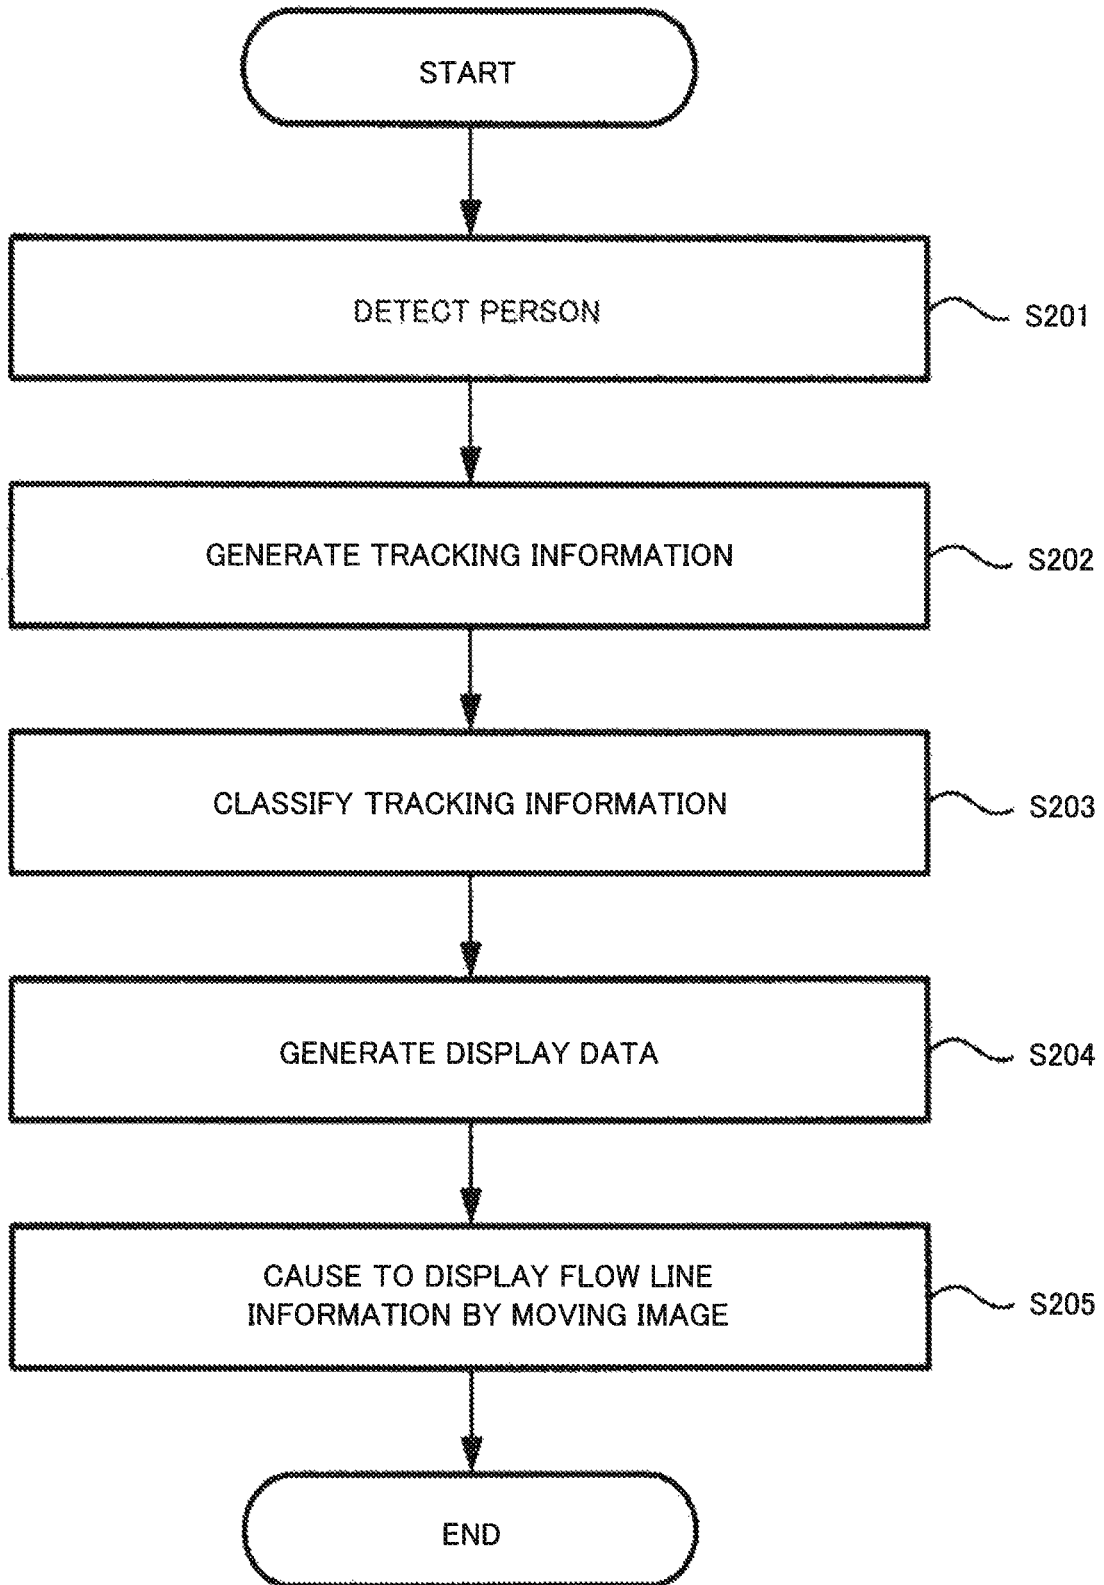 START
DETECT PERSON
S201
GENERATE TRACKING INFORMATION
S202
CLASSIFY TRACKING INFORMATION
S203
GENERATE DISPLAY DATA
S204
CAUSE TO DISPLAY FLOW LINE
INFORMATION BY MOVING IMAGE
S205
END